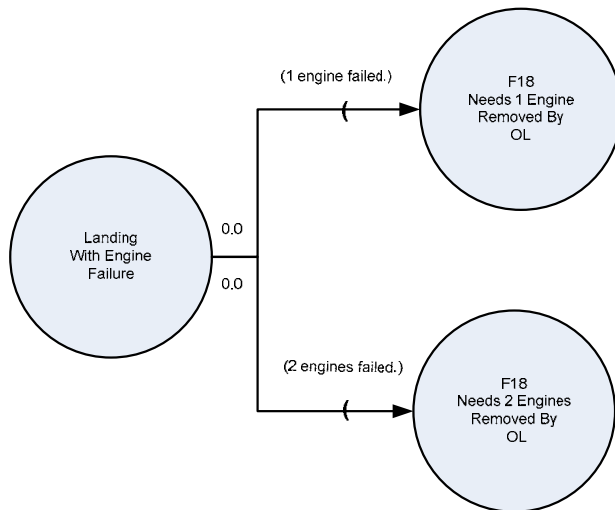 (1 engine failed.)
F18
Needs 1 Engine
Removed By
OL
Landing
With Engine
Failure
0.0
0.0
(2 engines failed.)
F18
Needs 2 Engines
Removed By
OL